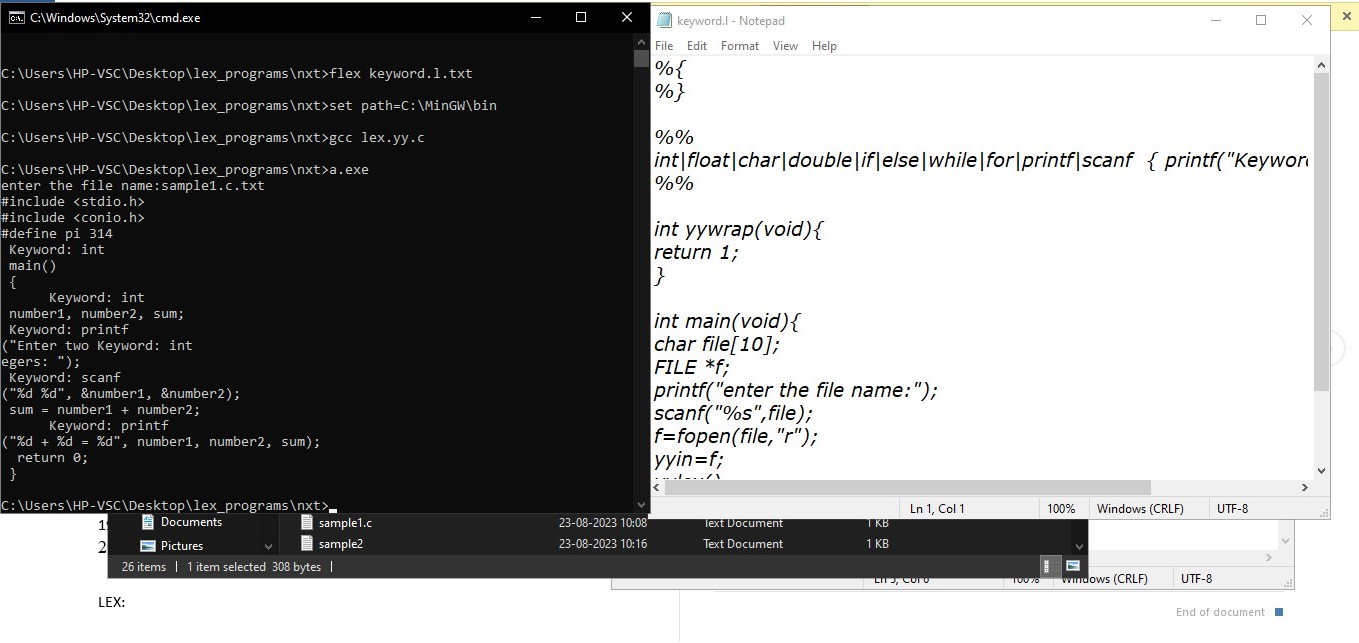 C:\Windows\System32\cmd.exe
C:\Users\HP-VSC\Desktop\lex_programs\nxt>flex keyword.l.txt
C:\Users\HP-VSC\Desktop\lex_programs\nxt>set path=C:\MinGW\bin
C:\Users\HP-VSC\Desktop\lex_programs\nxt>gcc lex.yy.c
C:\Users\HP-VSC\Desktop\lex_programs\nxt>a.exe
enter the file name:sample1.c.txt
#include <stdio.h>
#include <conio.h>
#define pi 314
Keyword: int
main()
{
Keyword: int
number1, number2, sum;
Keyword: printf
("Enter two Keyword: int
egers: ");
Keyword: scanf
("%d %d", &number1, &number2);
sum = number1 + number2;
Keyword: printf
("%d + %d = %d", number1, number2, sum);
return 0;
}
C:\Users\HP-VSC\Desktop\lex_programs\nxt>
keyword.l - Notepad
File Edit Format View Help
%{
%}
%%
int|float|char|double|if|else|while|for|printf|scanf { printf("Keywor
%%
int yywrap(void){
return 1;
}
int main(void){
char file[10];
FILE *f;
printf("enter the file name:");
scanf("%s",file);
f=fopen(file,"r");
yyin=f;
Ln 1, Col 1 100% Windows (CRLF) UTF-8
Documents sample1.c 23-08-2023 10:08 Text Document 1 KB
Pictures sample2 23-08-2023 10:16 Text Document 1 KB
26 items 1 item selected 308 bytes
100% Windows (CRLF) UTF-8
LEX:
End of document